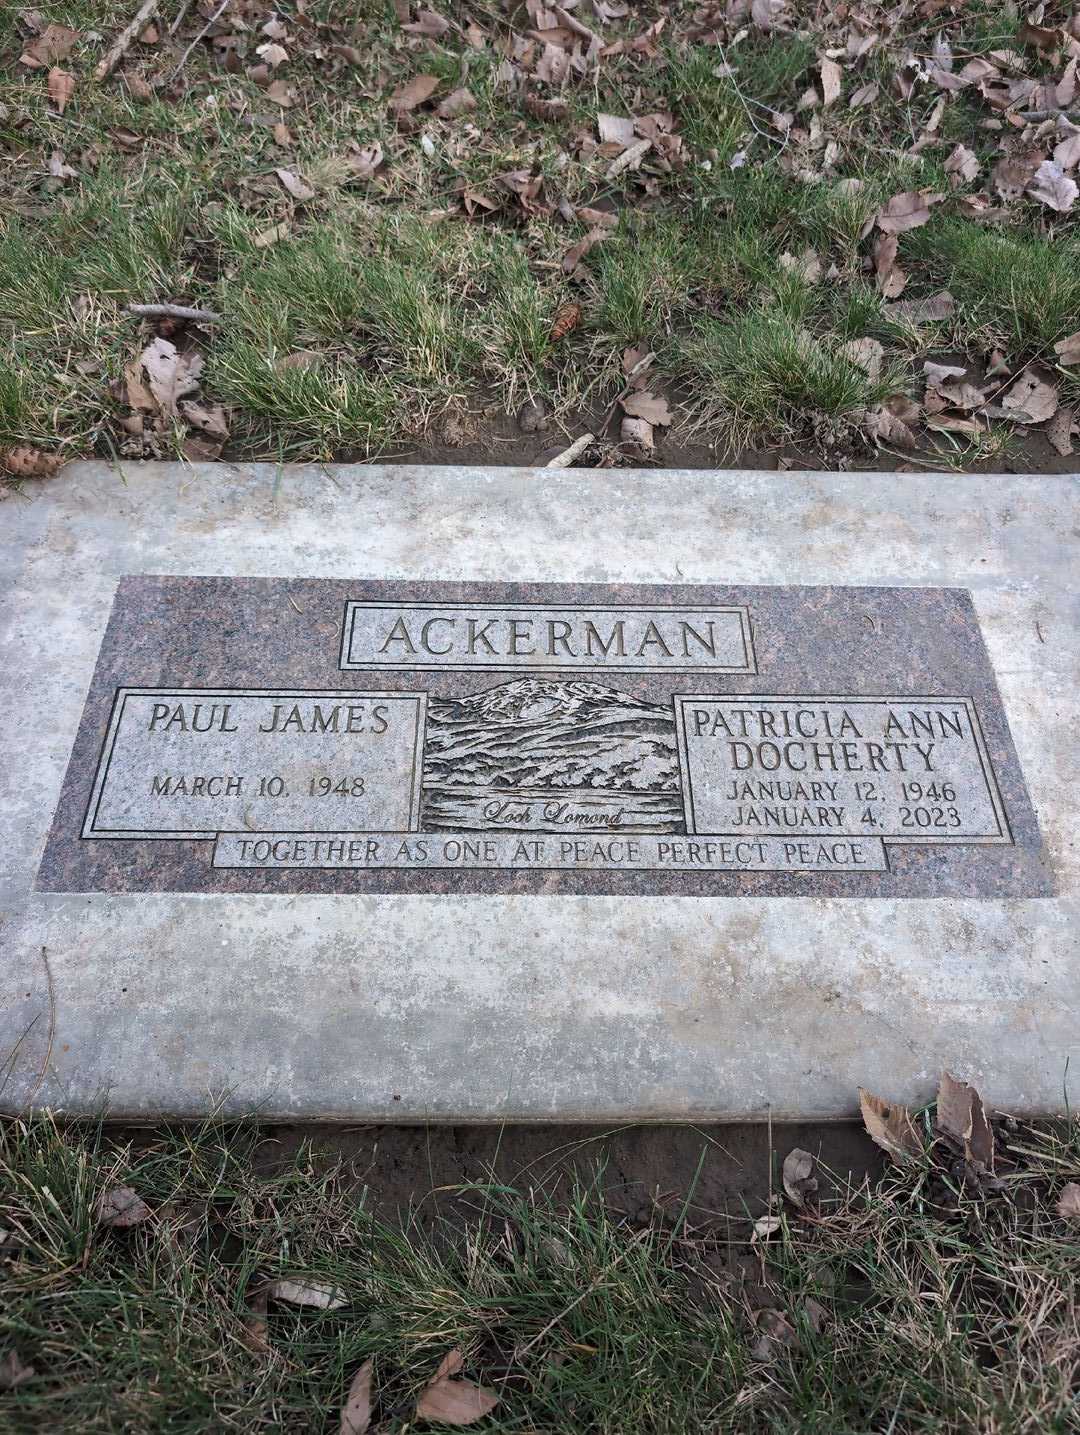 ACKERMAN
PAUL JAMES
MARCH 10, 1948
Loch Lomond
PATRICIA ANN
DOCHERTY
JANUARY 12, 1946
JANUARY 4, 2023
TOGETHER AS ONE AT PEACE PERFECT PEACE